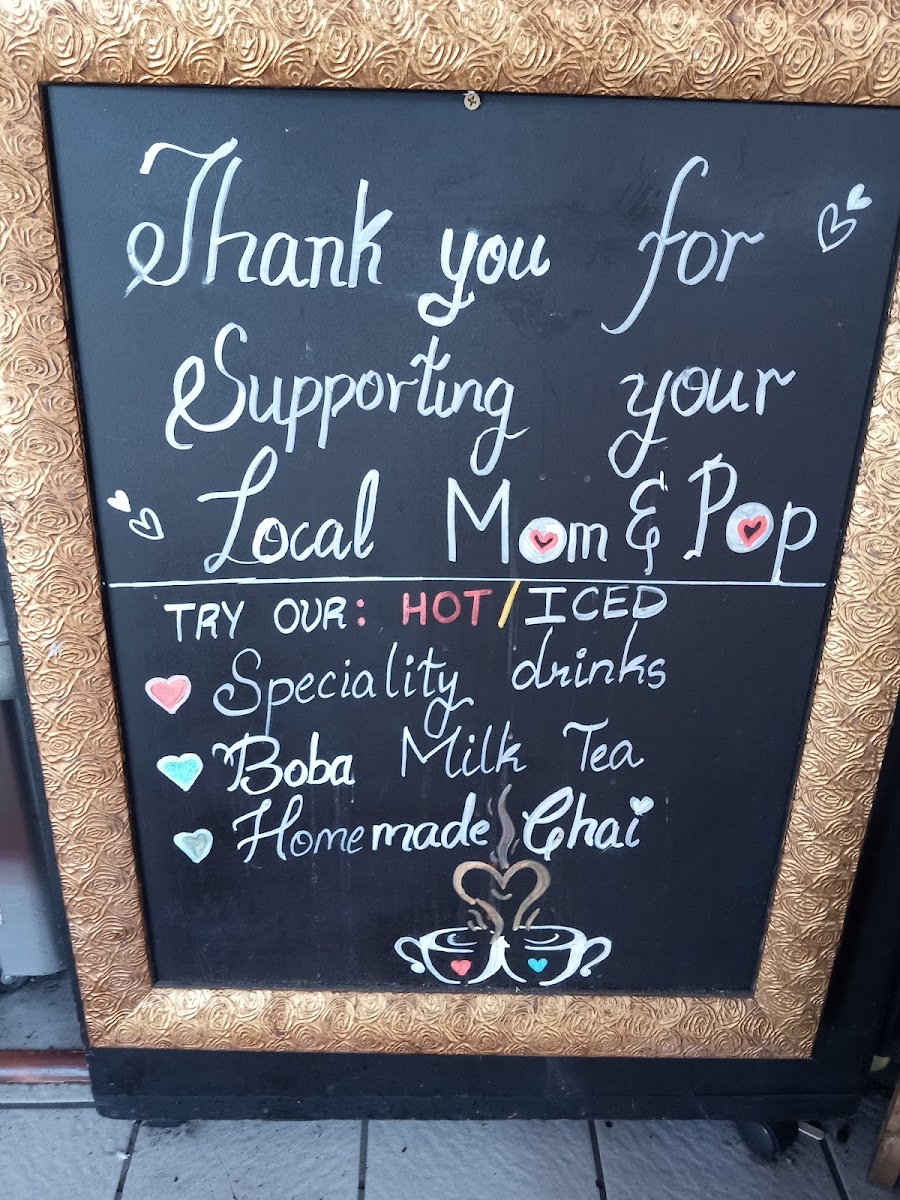 Thank you for
Supporting your
Local Mom & Pop
TRY OUR: HOT/ICED
Speciality drinks
Boba Milk Tea
Homemade Chai